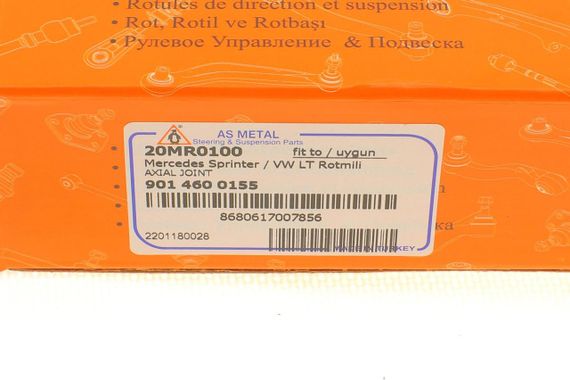 • Rotules de direction et suspension
• Rot, Rotil ve Rotbaşı
• Рулевое Управление & Подвеска
AS METAL
Steering & Suspension Parts
20MR0100 fit to / uygun
Mercedes Sprinter / VW LT Rotmili
AXIAL JOINT
901 460 0155
8680617007856
2201180028
MADE IN TURKEY